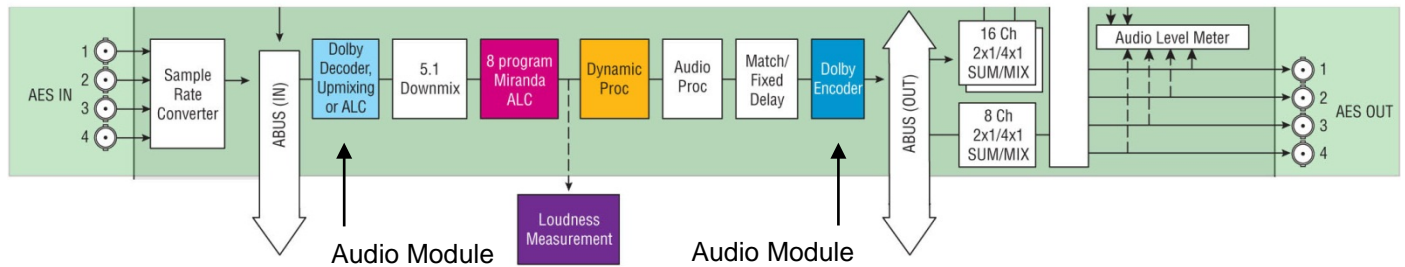 AES IN
1
2
3
4
Sample
Rate
Converter
ABUS (IN)
Dolby
Decoder,
Upmixing
or ALC
5.1
Downmix
8 program
Miranda
ALC
Dynamic
Proc
Audio
Proc
Match/
Fixed
Delay
Dolby
Encoder
ABUS (OUT)
16 Ch
2x1/4x1
SUM/MIX
8 Ch
2x1/4x1
SUM/MIX
Audio Level Meter
1
2
3
4
AES OUT
Loudness
Measurement
Audio Module
Audio Module